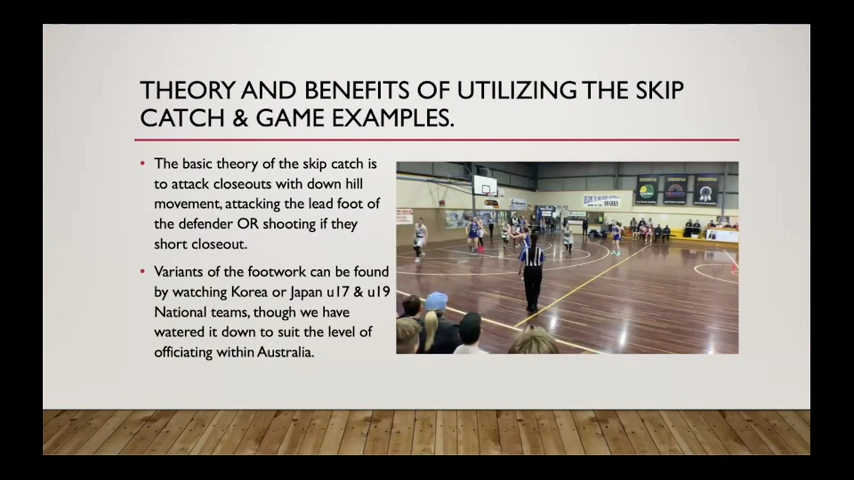 THEORY AND BENEFITS OF UTILIZING THE SKIP
CATCH & GAME EXAMPLES.
• The basic theory of the skip catch is
to attack closeouts with down hill
movement, attacking the lead foot of
the defender OR shooting if they
short closeout.
• Variants of the footwork can be found
by watching Korea or Japan u17 & u19
National teams, though we have
watered it down to suit the level of
officiating within Australia.